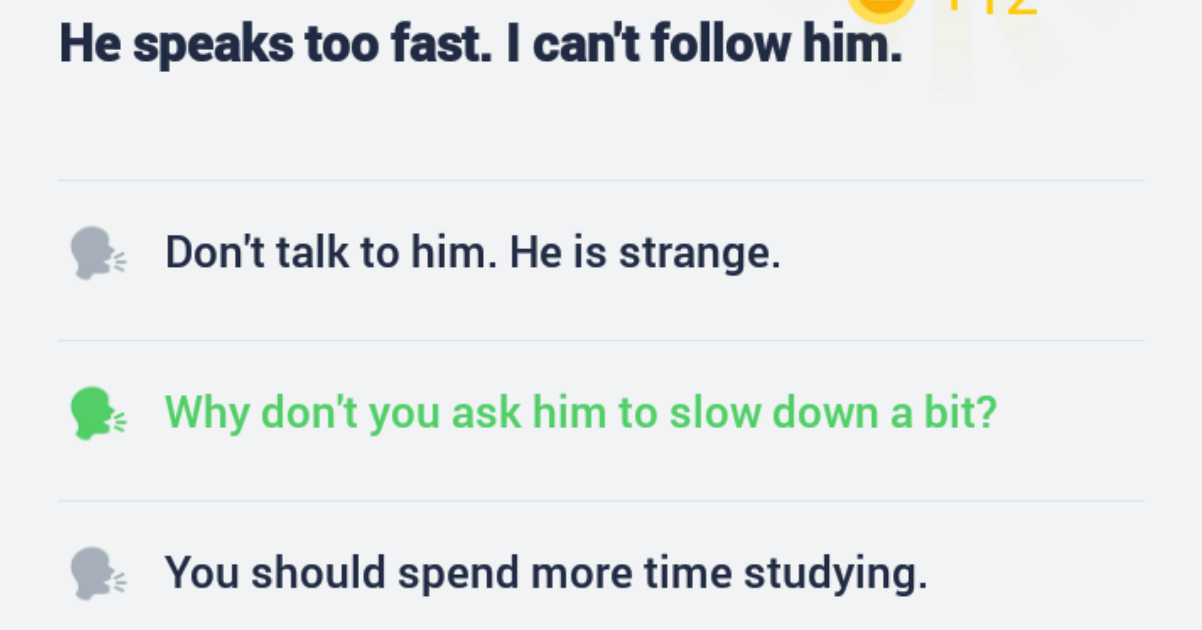 He speaks too fast. I can't follow him.
Don't talk to him. He is strange.
Why don't you ask him to slow down a bit?
You should spend more time studying.